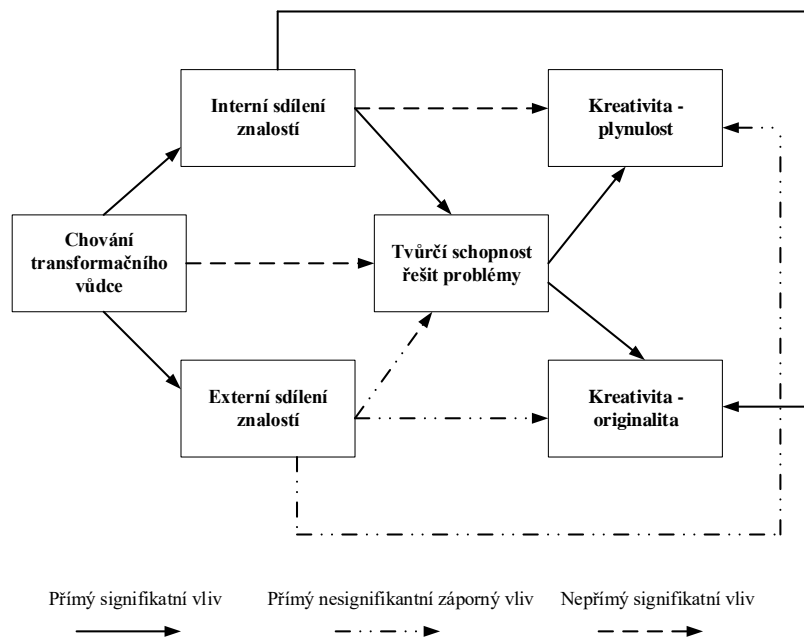 Interní sdílení
znalostí
Kreativita -
plynulost
Chování
transformačního
vůdce
Tvůrčí schopnost
řešit problémy
Externí sdílení
znalostí
Kreativita -
originalita
Přímý signifikatní vliv
Přímý nesignifikantní záporný vliv
Nepřímý signifikatní vliv